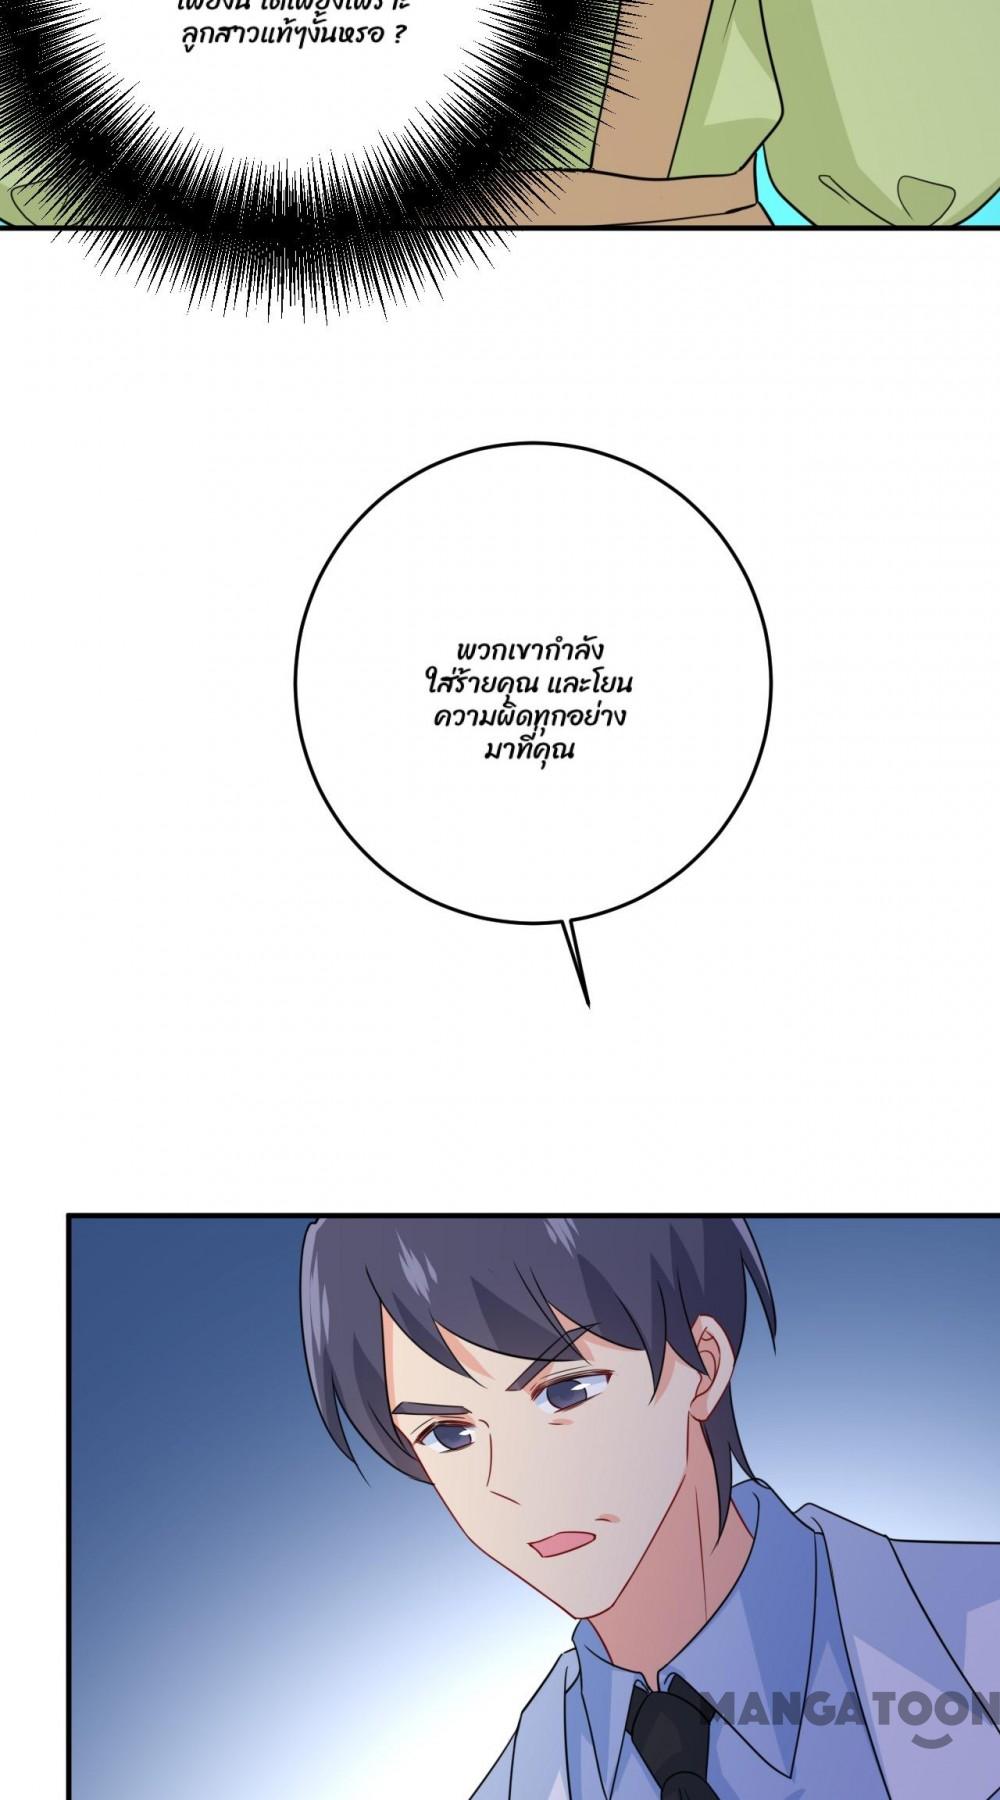 ลูกสาวแท้ๆงั้นหรอ ?
พวกเขากำลัง
ใส่ร้ายคุณ และโยน
ความผิดทุกอย่าง
มาที่คุณ
MANGATOON